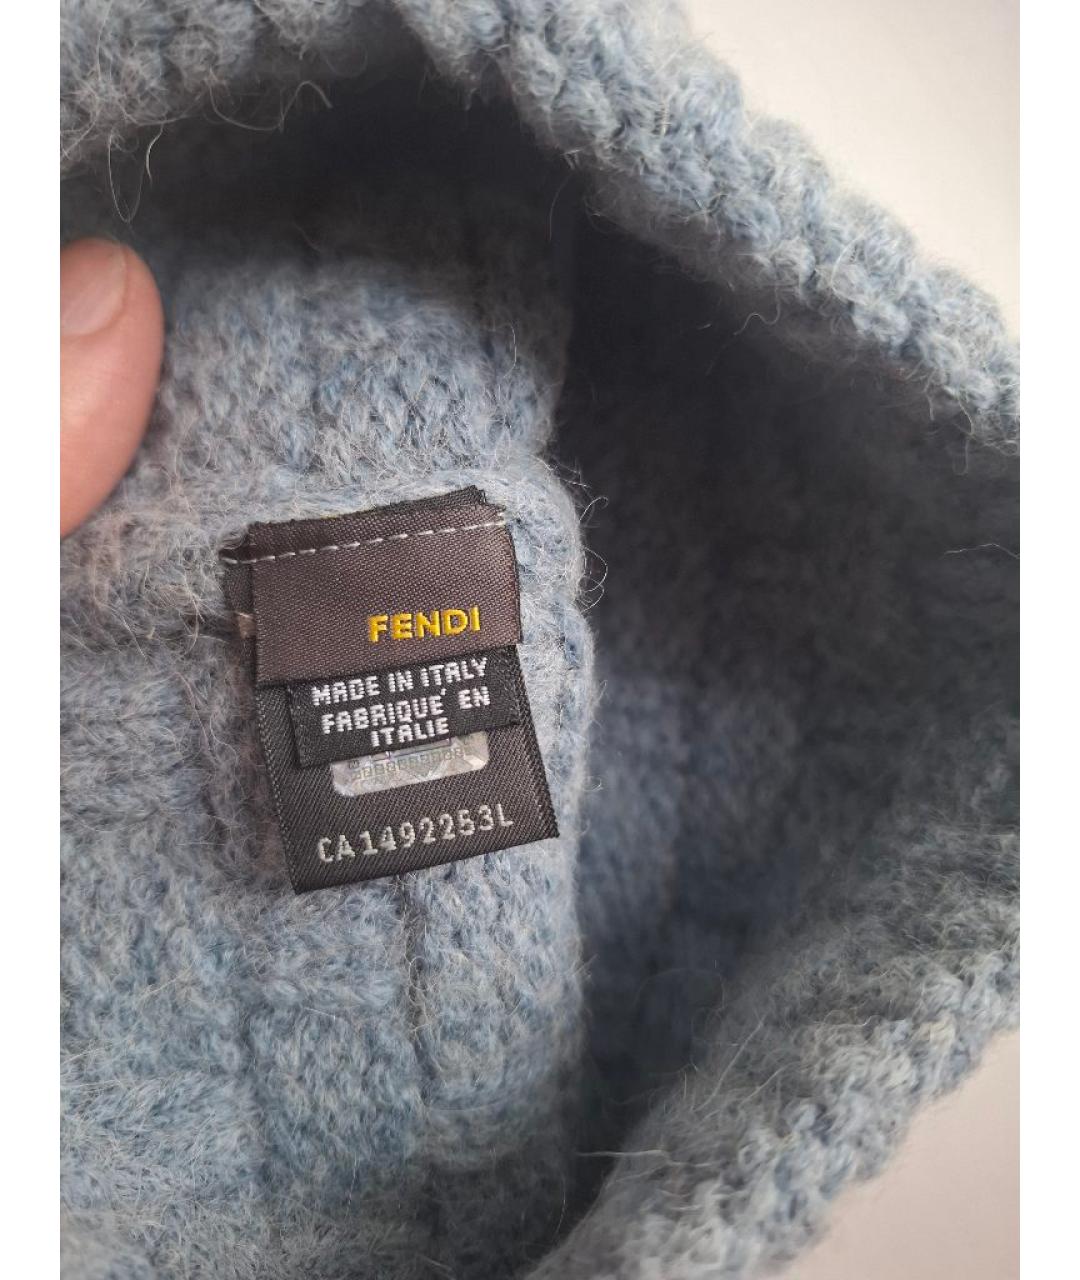 FENDI
MADE IN ITALY
FABRIQUE' EN
ITALIE
CA1492253L